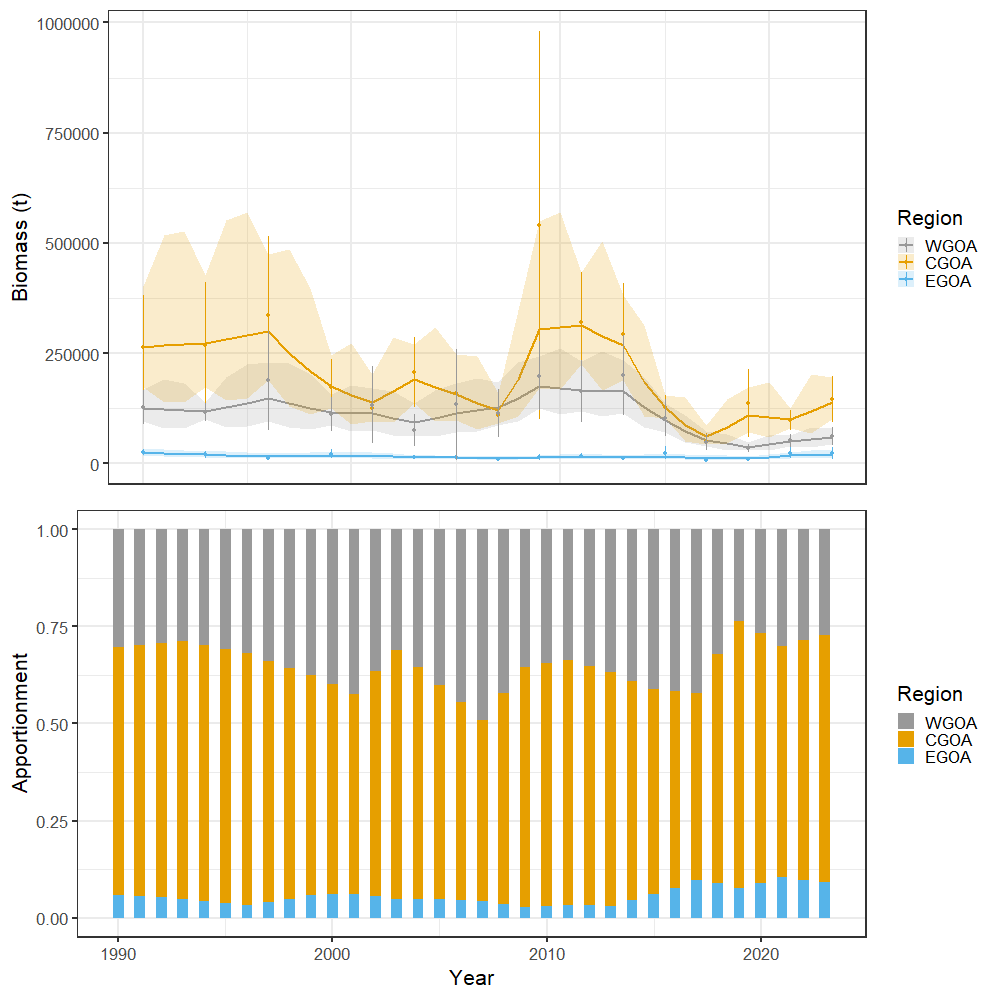 1000000
750000
500000
250000
0
Biomass (t)
Region
WGOA
CGOA
EGOA
1.00
0.75
0.50
0.25
0.00
Apportionment
Region
WGOA
CGOA
EGOA
1990 2000 2010 2020
Year